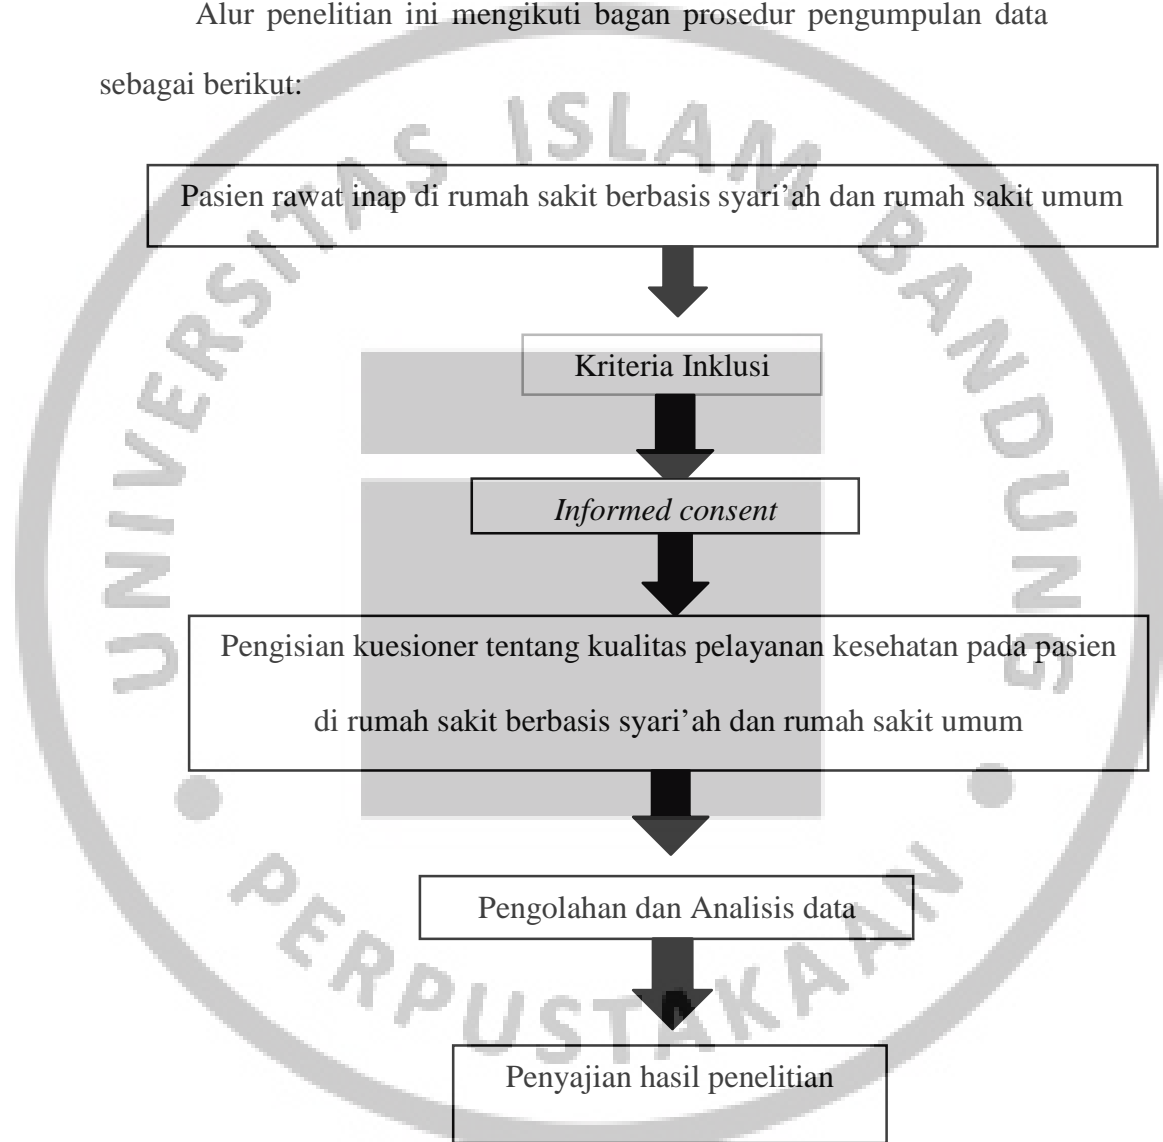 Alur penelitian ini mengikuti bagan prosedur pengumpulan data
sebagai berikut:
UNIVERSITAS ISLAM BANDUNG
Pasien rawat inap di rumah sakit berbasis syari’ah dan rumah sakit umum
Kriteria Inklusi
Informed consent
Pengisian kuesioner tentang kualitas pelayanan kesehatan pada pasien
di rumah sakit berbasis syari’ah dan rumah sakit umum
Pengolahan dan Analisis data
Penyajian hasil penelitian
PERPUSTAKAAN